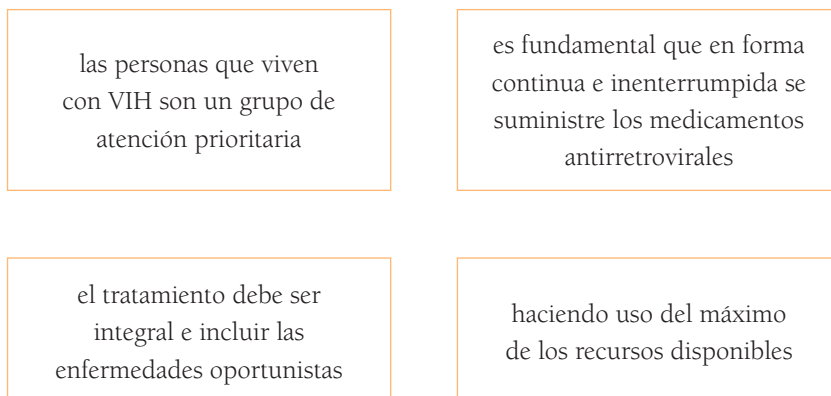 las personas que viven
con VIH son un grupo de
atención prioritaria
es fundamental que en forma
continua e inenterrumpida se
suministre los medicamentos
antirretrovirales
el tratamiento debe ser
integral e incluir las
enfermedades oportunistas
haciendo uso del máximo
de los recursos disponibles